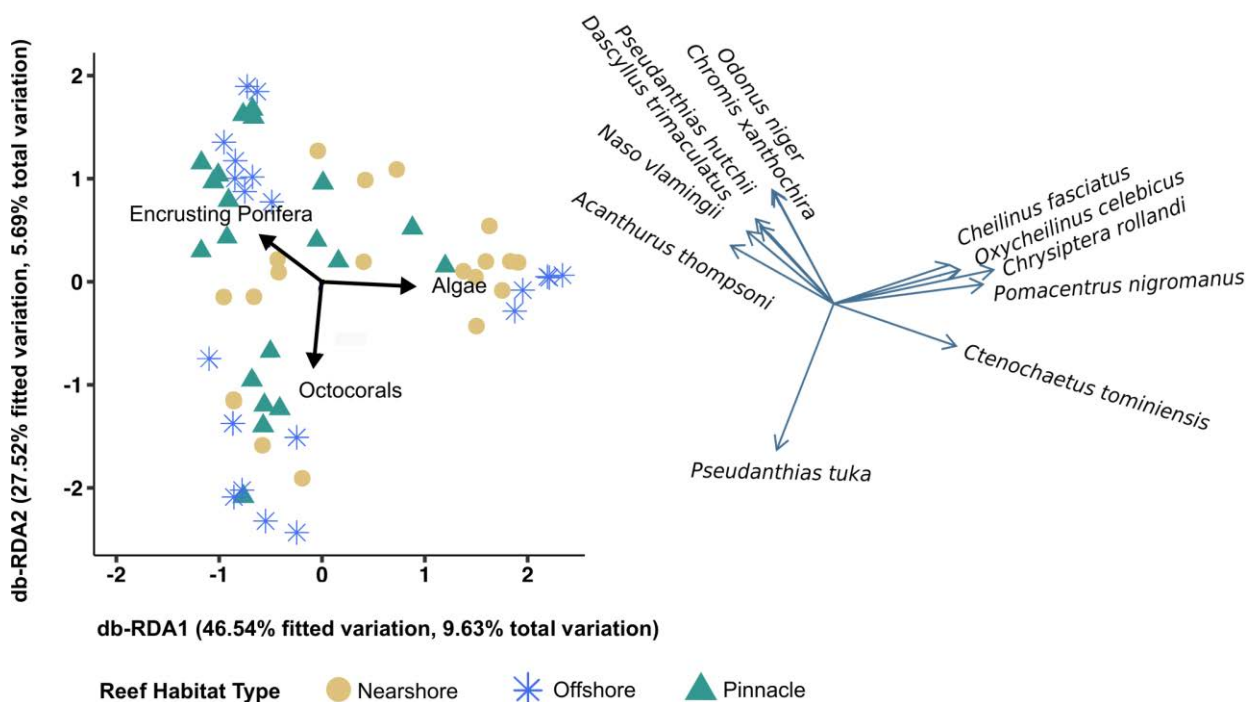 db-RDA2 (27.52% fitted variation, 5.69% total variation)
2
1
0
-1
-2
Encrusting Porifera
Algae
Octocorals
-2
-1
0
1
2
db-RDA1 (46.54% fitted variation, 9.63% total variation)
Acanthurus thompsoni
Naso vlamingii
Dascyllus trimaculatus
Pseudanthias hutchii
Chromis xanthochira
Odonus niger
Cheilinus fasciatus
Oxycheilinus celebicus
Chrysiptera rollandi
Pomacentrus nigromanus
Ctenochaetus tominiensis
Pseudanthias tuka
Reef Habitat Type
Nearshore
Offshore
Pinnacle